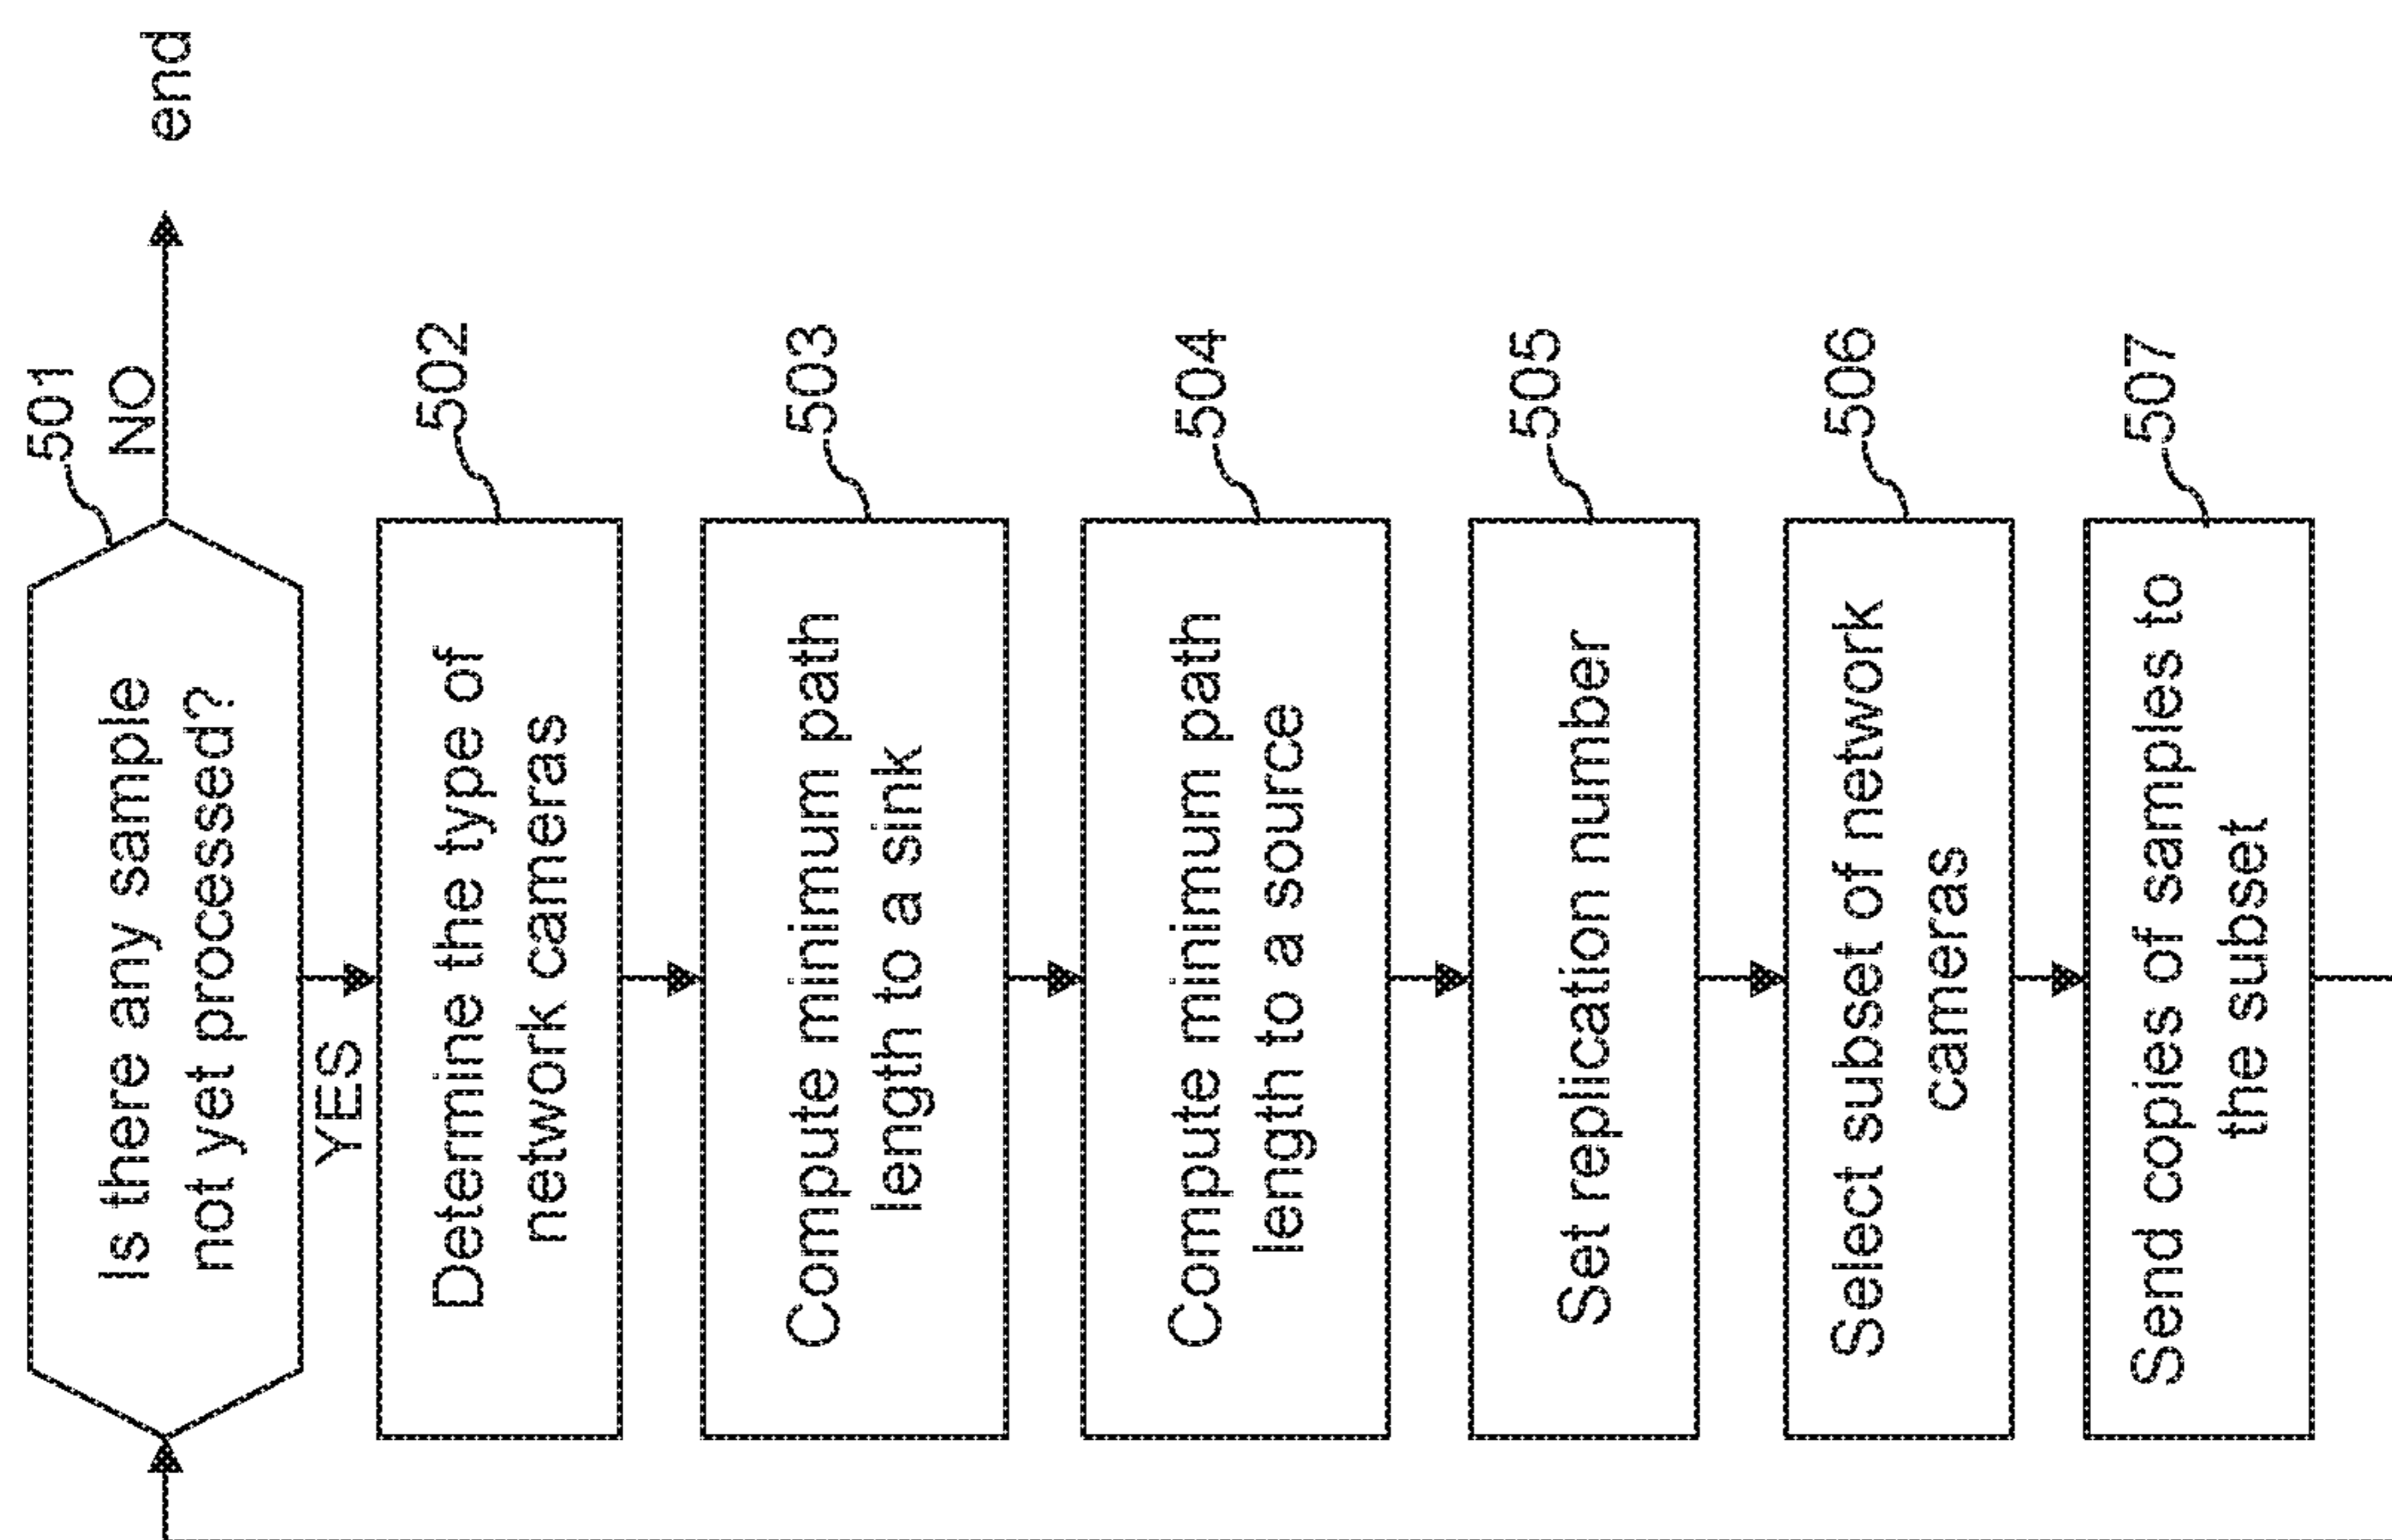 501
NO
end
Is there any sample
not yet processed?
YES
502
Determine the type of
network cameras
503
Compute minimum path
length to a sink
504
Compute minimum path
length to a source
505
Set replication number
506
Select subset of network
cameras
507
Send copies of samples to
the subset